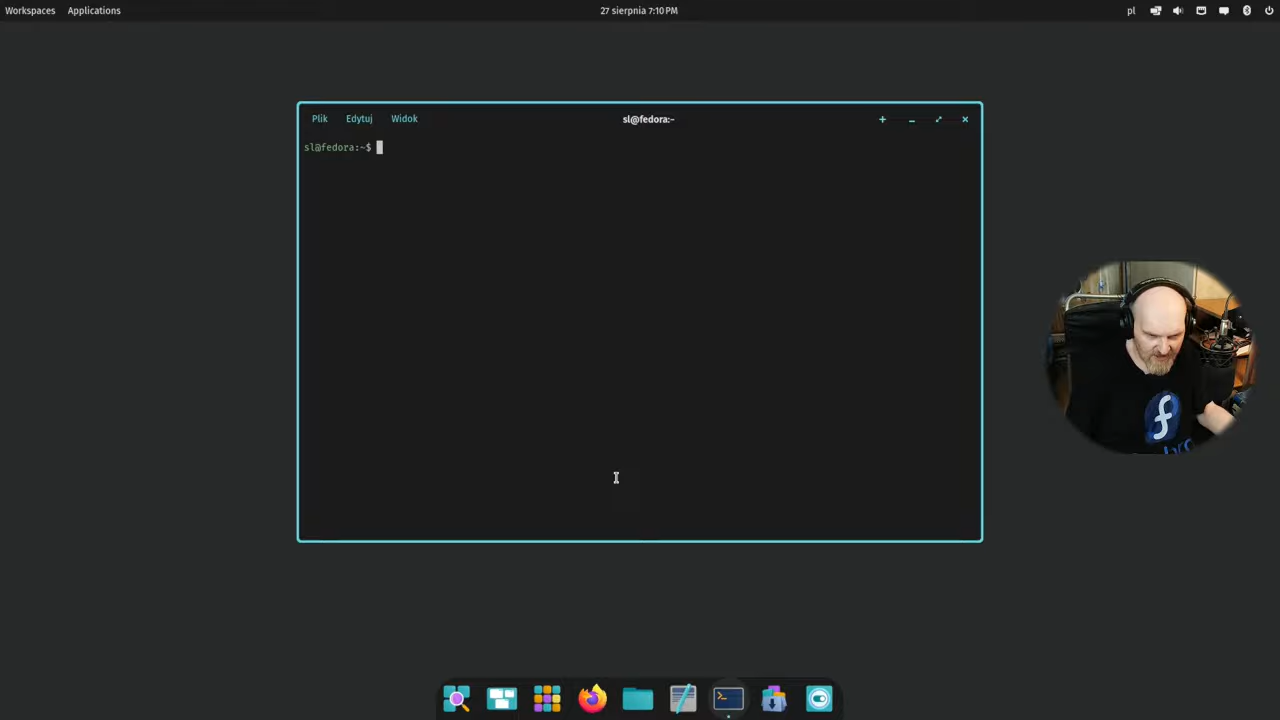 Workspaces Applications 27 sierpnia 7:10 PM pl
Plik Edytuj Widok sl@fedora:~
sl@fedora:~$